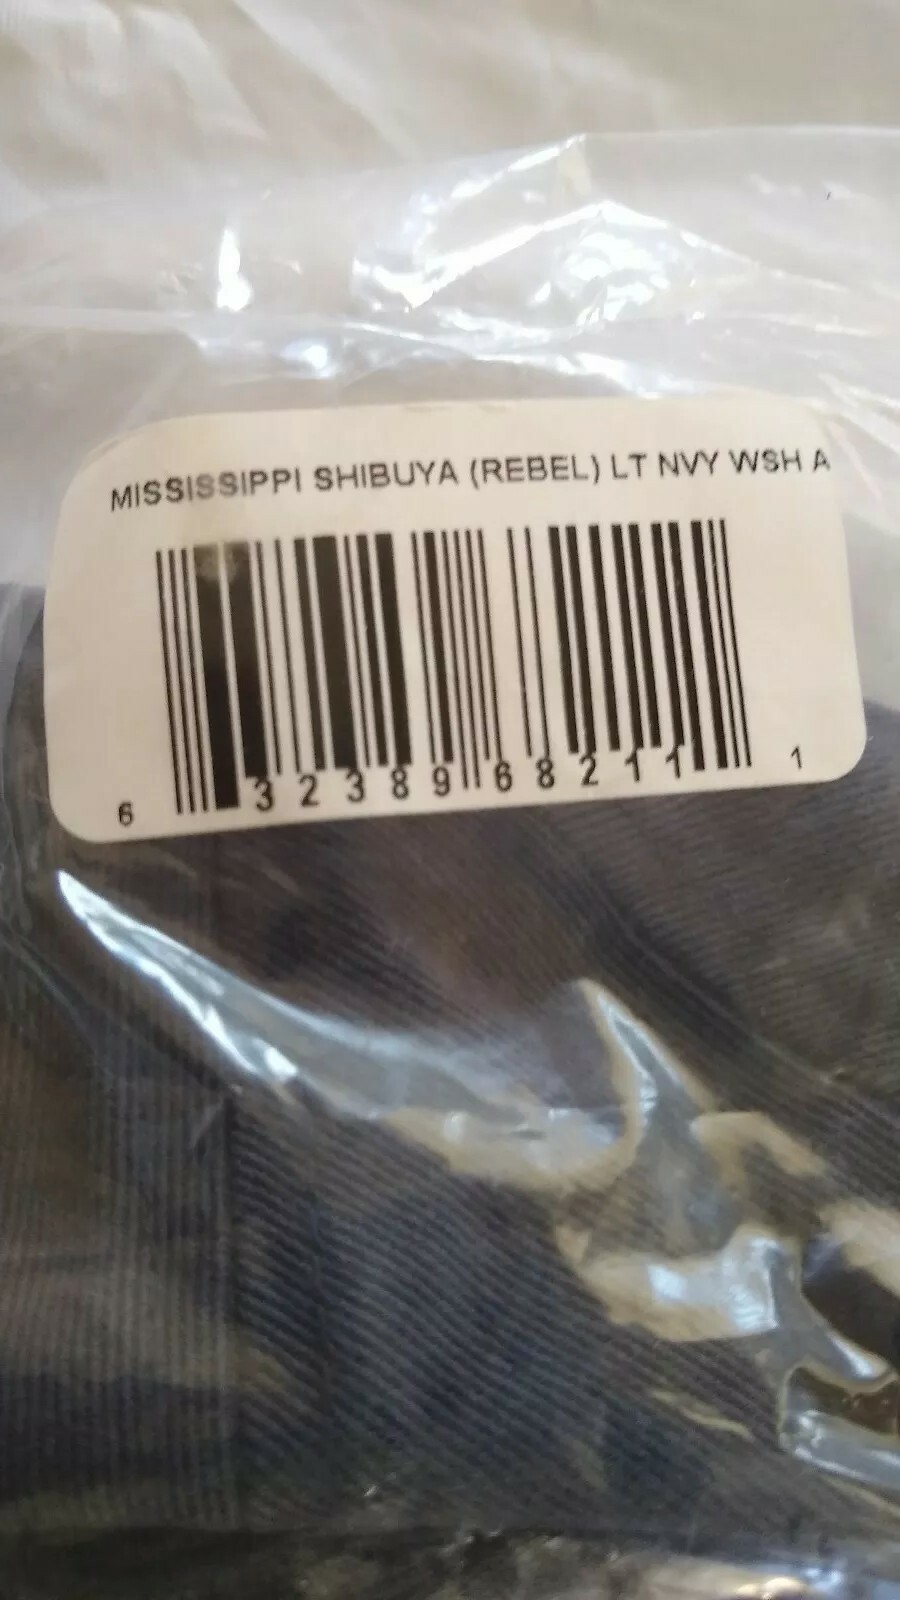 MISSISSIPPI SHIBUYA (REBEL) LT NVY WSH A
6 32389 68211 1